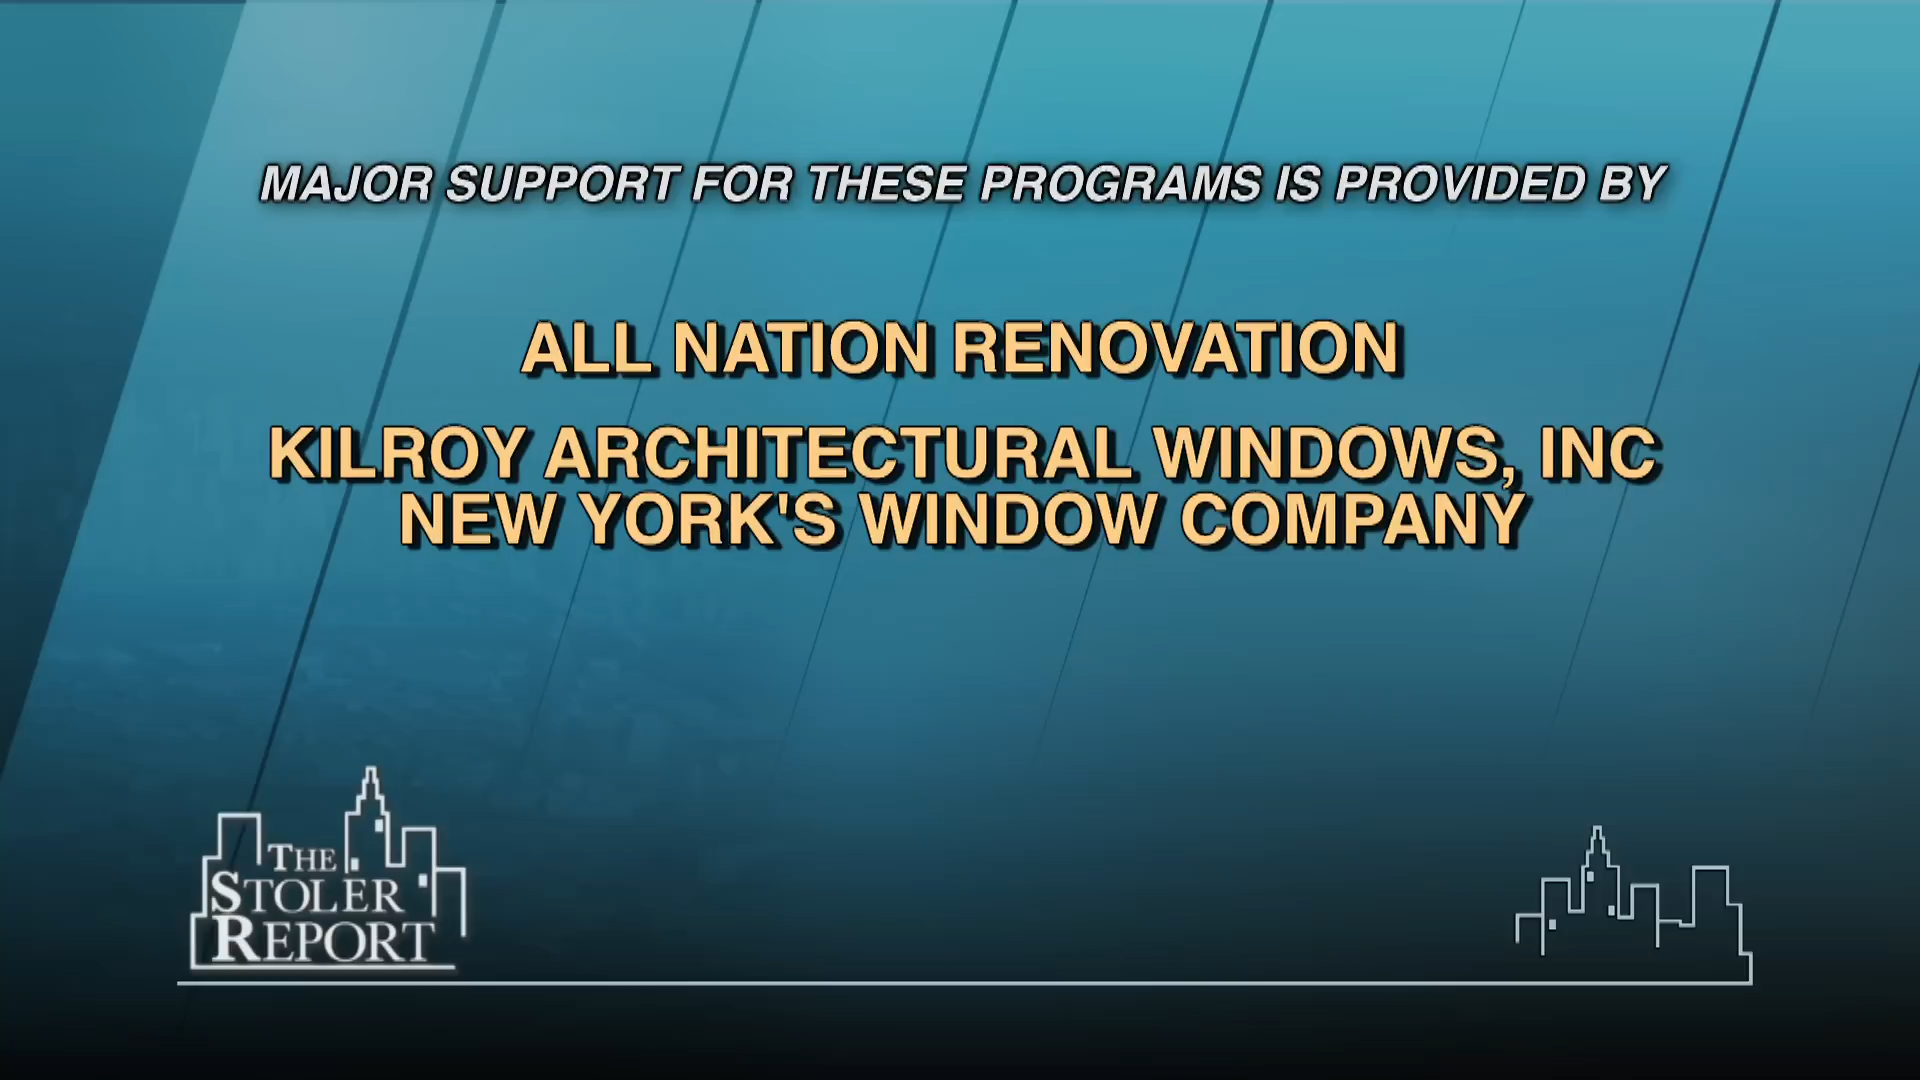 MAJOR SUPPORT FOR THESE PROGRAMS IS PROVIDED BY
ALL NATION RENOVATION
KILROY ARCHITECTURAL WINDOWS, INC
NEW YORK'S WINDOW COMPANY
THE
STOLER
REPORT